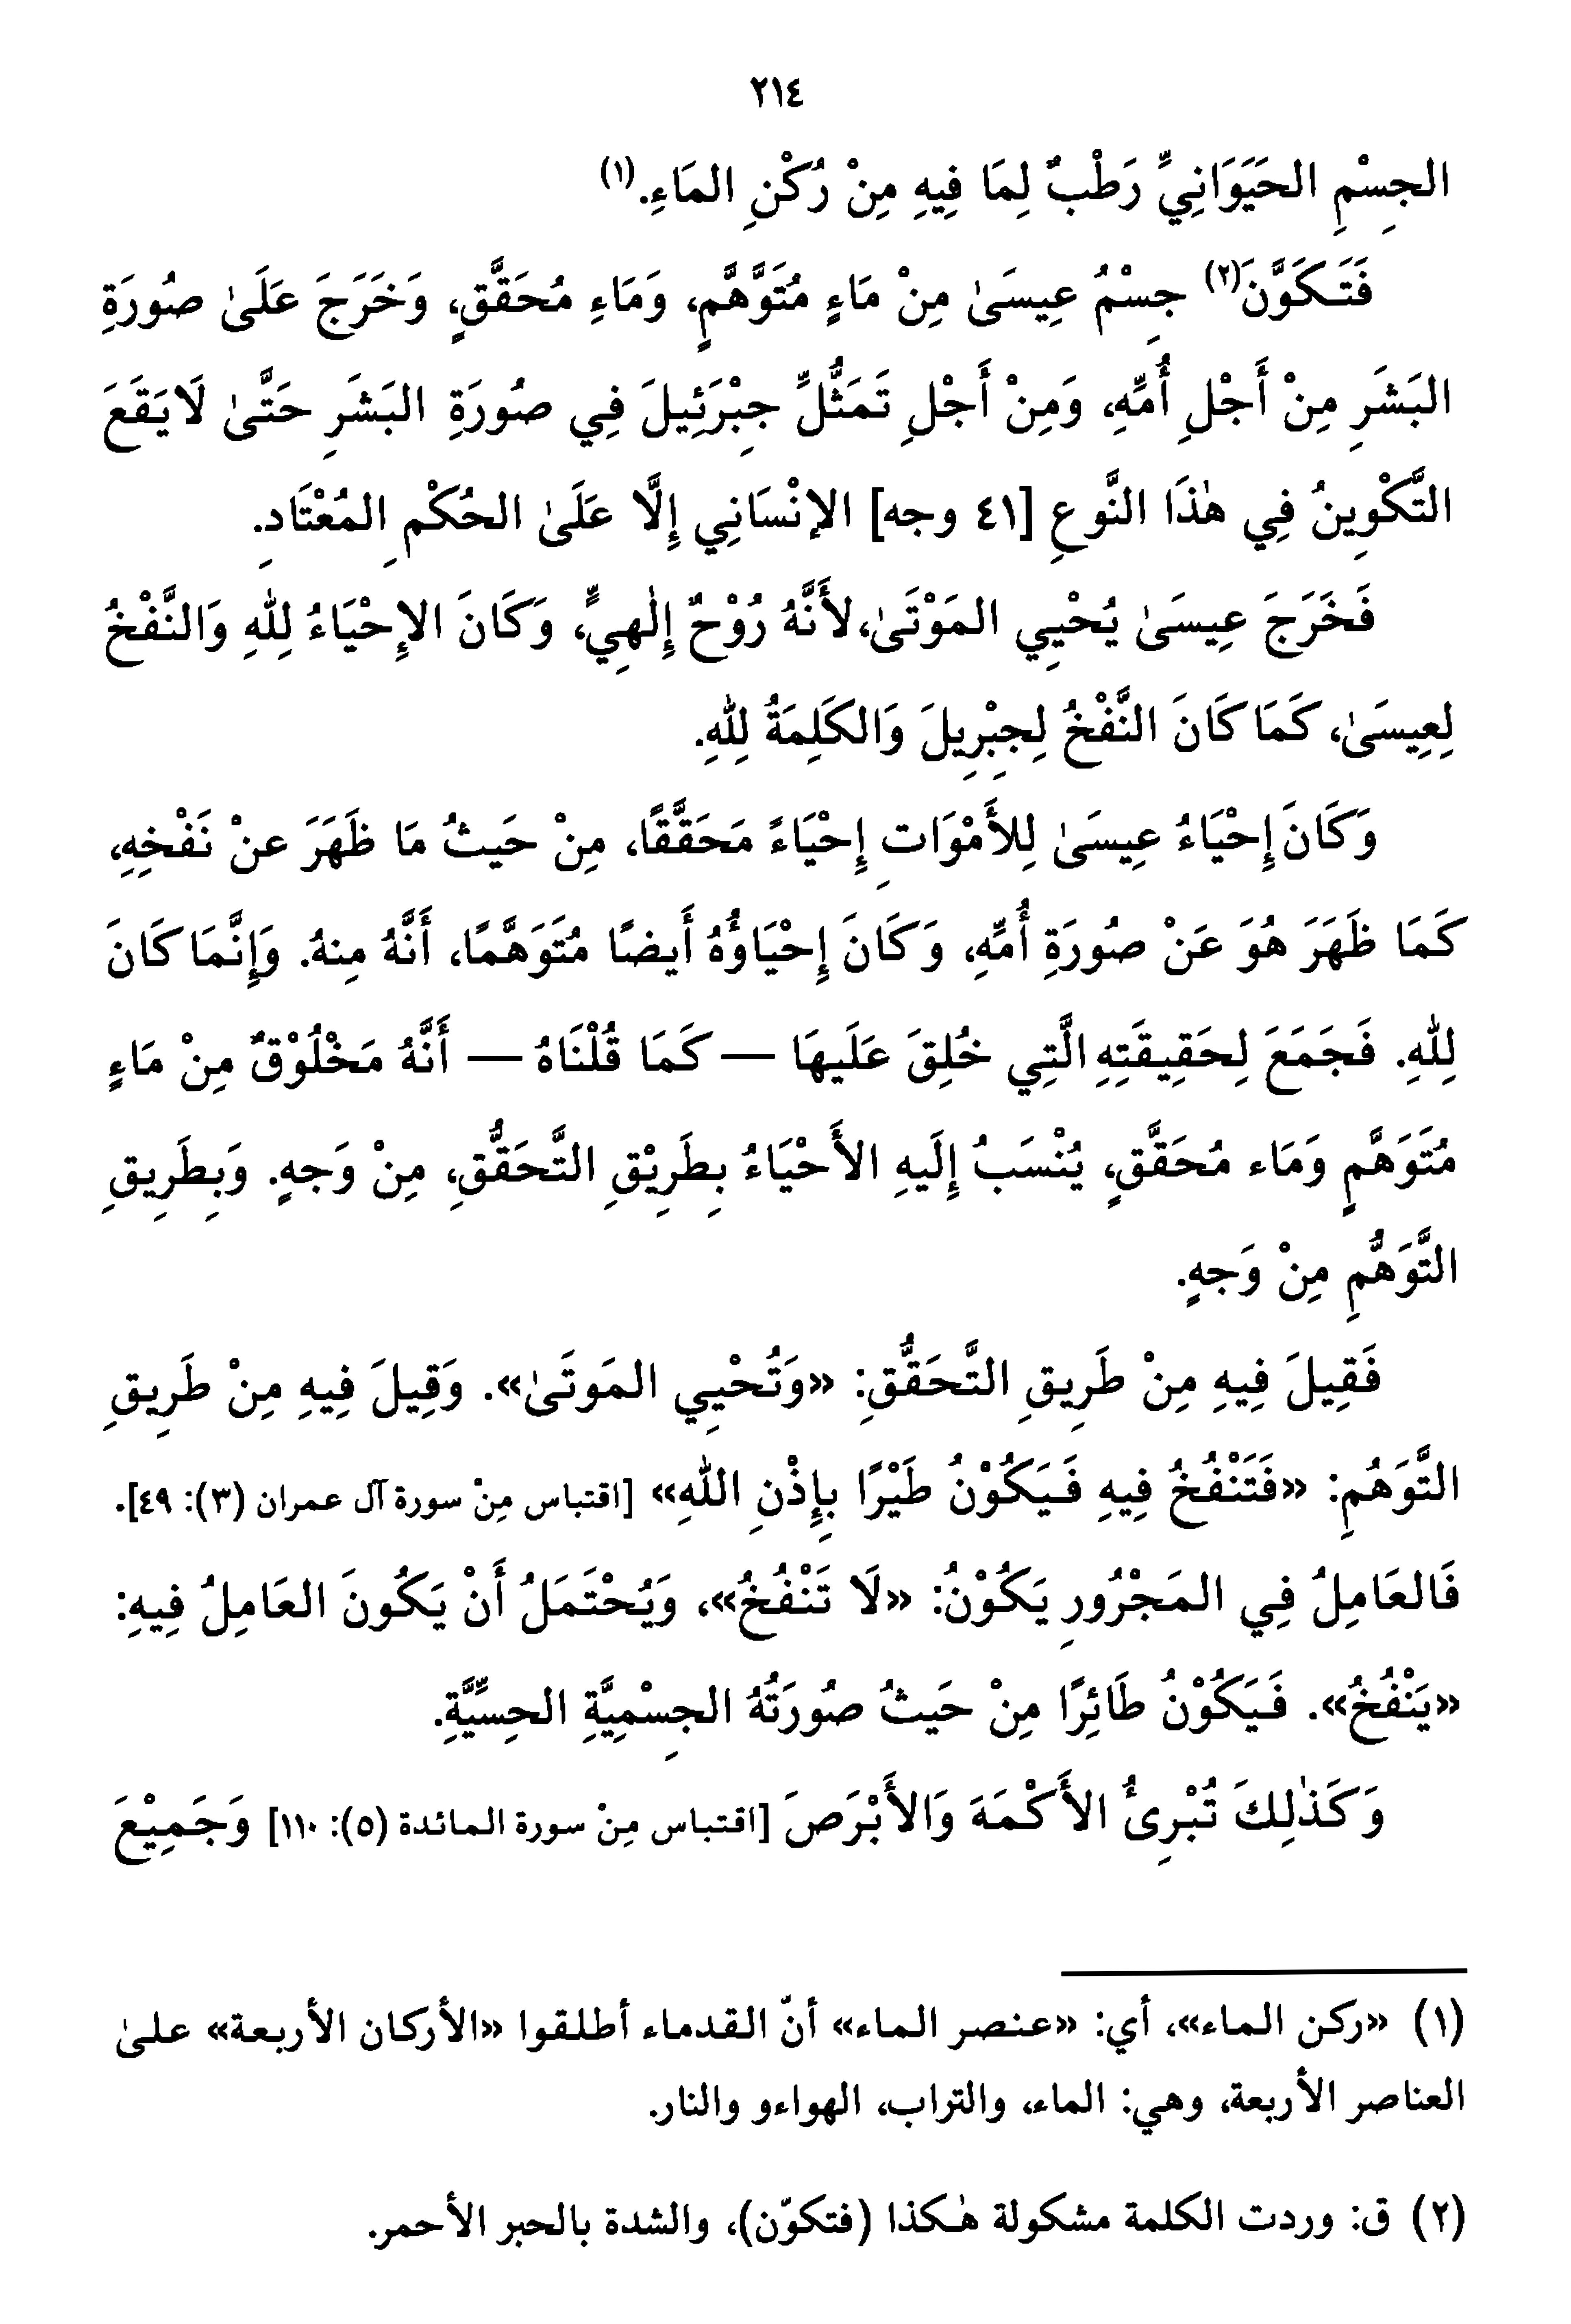 ٢١٤
الجِسْمِ الحَيَوَانِيِّ رَطْبٌ لِمَا فِيهِ مِنْ رُكْنِ المَاءِ.(١)
فَتَكَوَّنَ(٢) جِسْمُ عِيسَىٰ مِنْ مَاءٍ مُتَوَّهَّمٍ، وَمَاءِ مُحَقَّقٍ، وَخَرَجَ عَلَىٰ صُورَةِ
البَشَرِ مِنْ أَجْلِ أُمِّهِ، وَمِنْ أَجْلِ تَمَثُّلِّ جِبْرَئِيلَ فِي صُورَةِ البَشَرِ حَتَّىٰ لَايَقَعَ
التَّكْوِينُ فِي هٰذَا النَّوعِ [٤١ وجه] الإنْسَانِي إِلَّا عَلَىٰ الحُكْمِ المُعْتَادِ.
فَخَرَجَ عِيسَىٰ يُحْيِي المَوْتَىٰ،لأَنَّهُ رُوْحٌ إِلٰهِيٍّ، وَكَانَ الإِحْيَاءُ لِلهِ وَالنَّفْخُ
لِعِيسَىٰ، كَمَا كَانَ النَّفْخُ لِجِبْرِيلَ وَالكَلِمَةُ لِلهِ.
وَكَانَ إِحْيَاءُ عِيسَىٰ لِلأَمْوَاتِ إِحْيَاءً مَحَقَّقًا، مِنْ حَيثُ مَا ظَهَرَ عنْ نَفْخِهِ،
كَمَا ظَهَرَ هُوَ عَنْ صُورَةِ أُمِّهِ، وَكَانَ إِحْيَاؤُهُ أَيضًا مُتَوَهَّمًا، أَنَّهُ مِنهُ. وَإِنَّمَا كَانَ
لِلهِ. فَجَمَعَ لِحَقِيقَتِهِ الَّتِي خُلِقَ عَلَيهَا — كَمَا قُلْنَاهُ — أَنَّهُ مَخْلُوْقٌ مِنْ مَاءٍ
مُتَوَهَّمٍ وَمَاء مُحَقَّقٍ، يُنْسَبُ إِلَيهِ الأَحْيَاءُ بِطَرِيْقِ التَّحَقُّقِ، مِنْ وَجهٍ. وَبِطَرِيقِ
التَّوَهُّمِ مِنْ وَجهٍ.
فَقِيلَ فِيهِ مِنْ طَرِيقِ التَّحَقُّقِ: «وَتُحْيِي المَوتَىٰ». وَقِيلَ فِيهِ مِنْ طَرِيقِ
التَّوَهُمِ: «فَتَنْفُخُ فِيهِ فَيَكُوْنُ طَيْرًا بِإِذْنِ اللهِ» [اقتباس مِنْ سورة آل عمران (٣): ٤٩].
فَالعَامِلُ فِي المَجْرُورِ يَكُوْنُ: «لَا تَنْفُخُ»، وَيُحْتَمَلُ أَنْ يَكُونَ العَامِلُ فِيهِ:
«يَنْفُخُ». فَيَكُوْنُ طَائِرًا مِنْ حَيثُ صُورَتُهُ الجِسْمِيَّةِ الحِسِّيَّةِ.
وَكَذٰلِكَ تُبْرِئُ الأَكْمَهَ وَالأَبْرَصَ [اقتباس مِنْ سورة المائدة (٥): ١١٠] وَجَمِيْعَ
(١) «ركن الماء»، أي: «عنصر الماء» أنّ القدماء أطلقوا «الأركان الأربعة» علىٰ
العناصر الأربعة، وهي: الماء، والتراب، الهواءو والنار.
(٢) ق: وردت الكلمة مشكولة هٰكذا (فتكوّن)، والشدة بالحبر الأحمر.